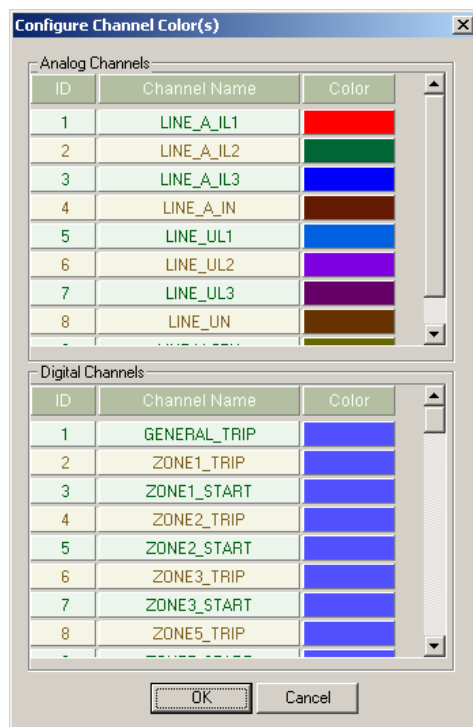 Configure Channel Color(s)
Analog Channels
ID Channel Name Color
1 LINE_A_IL1
2 LINE_A_IL2
3 LINE_A_IL3
4 LINE_A_IN
5 LINE_UL1
6 LINE_UL2
7 LINE_UL3
8 LINE_UN
Digital Channels
ID Channel Name Color
1 GENERAL_TRIP
2 ZONE1_TRIP
3 ZONE1_START
4 ZONE2_TRIP
5 ZONE2_START
6 ZONE3_TRIP
7 ZONE3_START
8 ZONE5_TRIP
OK Cancel